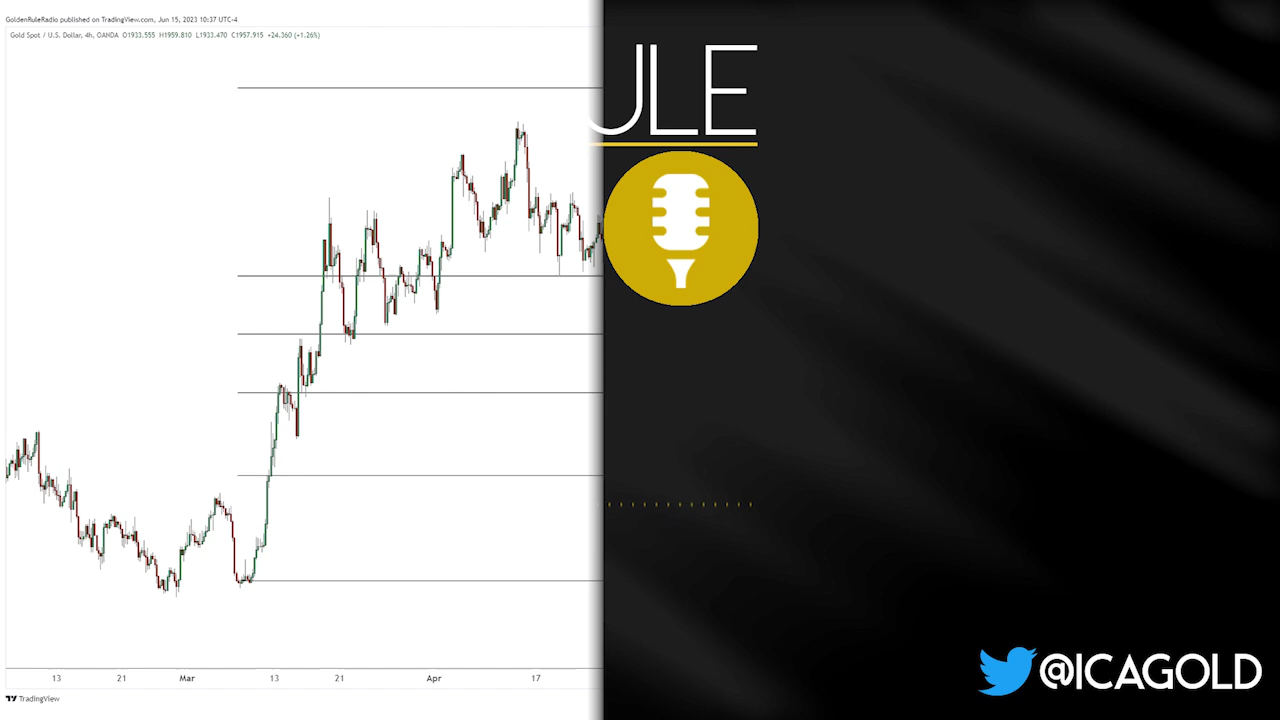 GoldenRuleRadio published on TradingView.com, Jun 15, 2023 10:37 UTC-4
Gold Spot / U.S. Dollar, 4h, OANDA O1933.555 H1959.810 L1933.470 C1957.915 +24.360 (+1.26%)
ULE
13 21 Mar 13 21 Apr 17
TradingView
@ICAGOLD